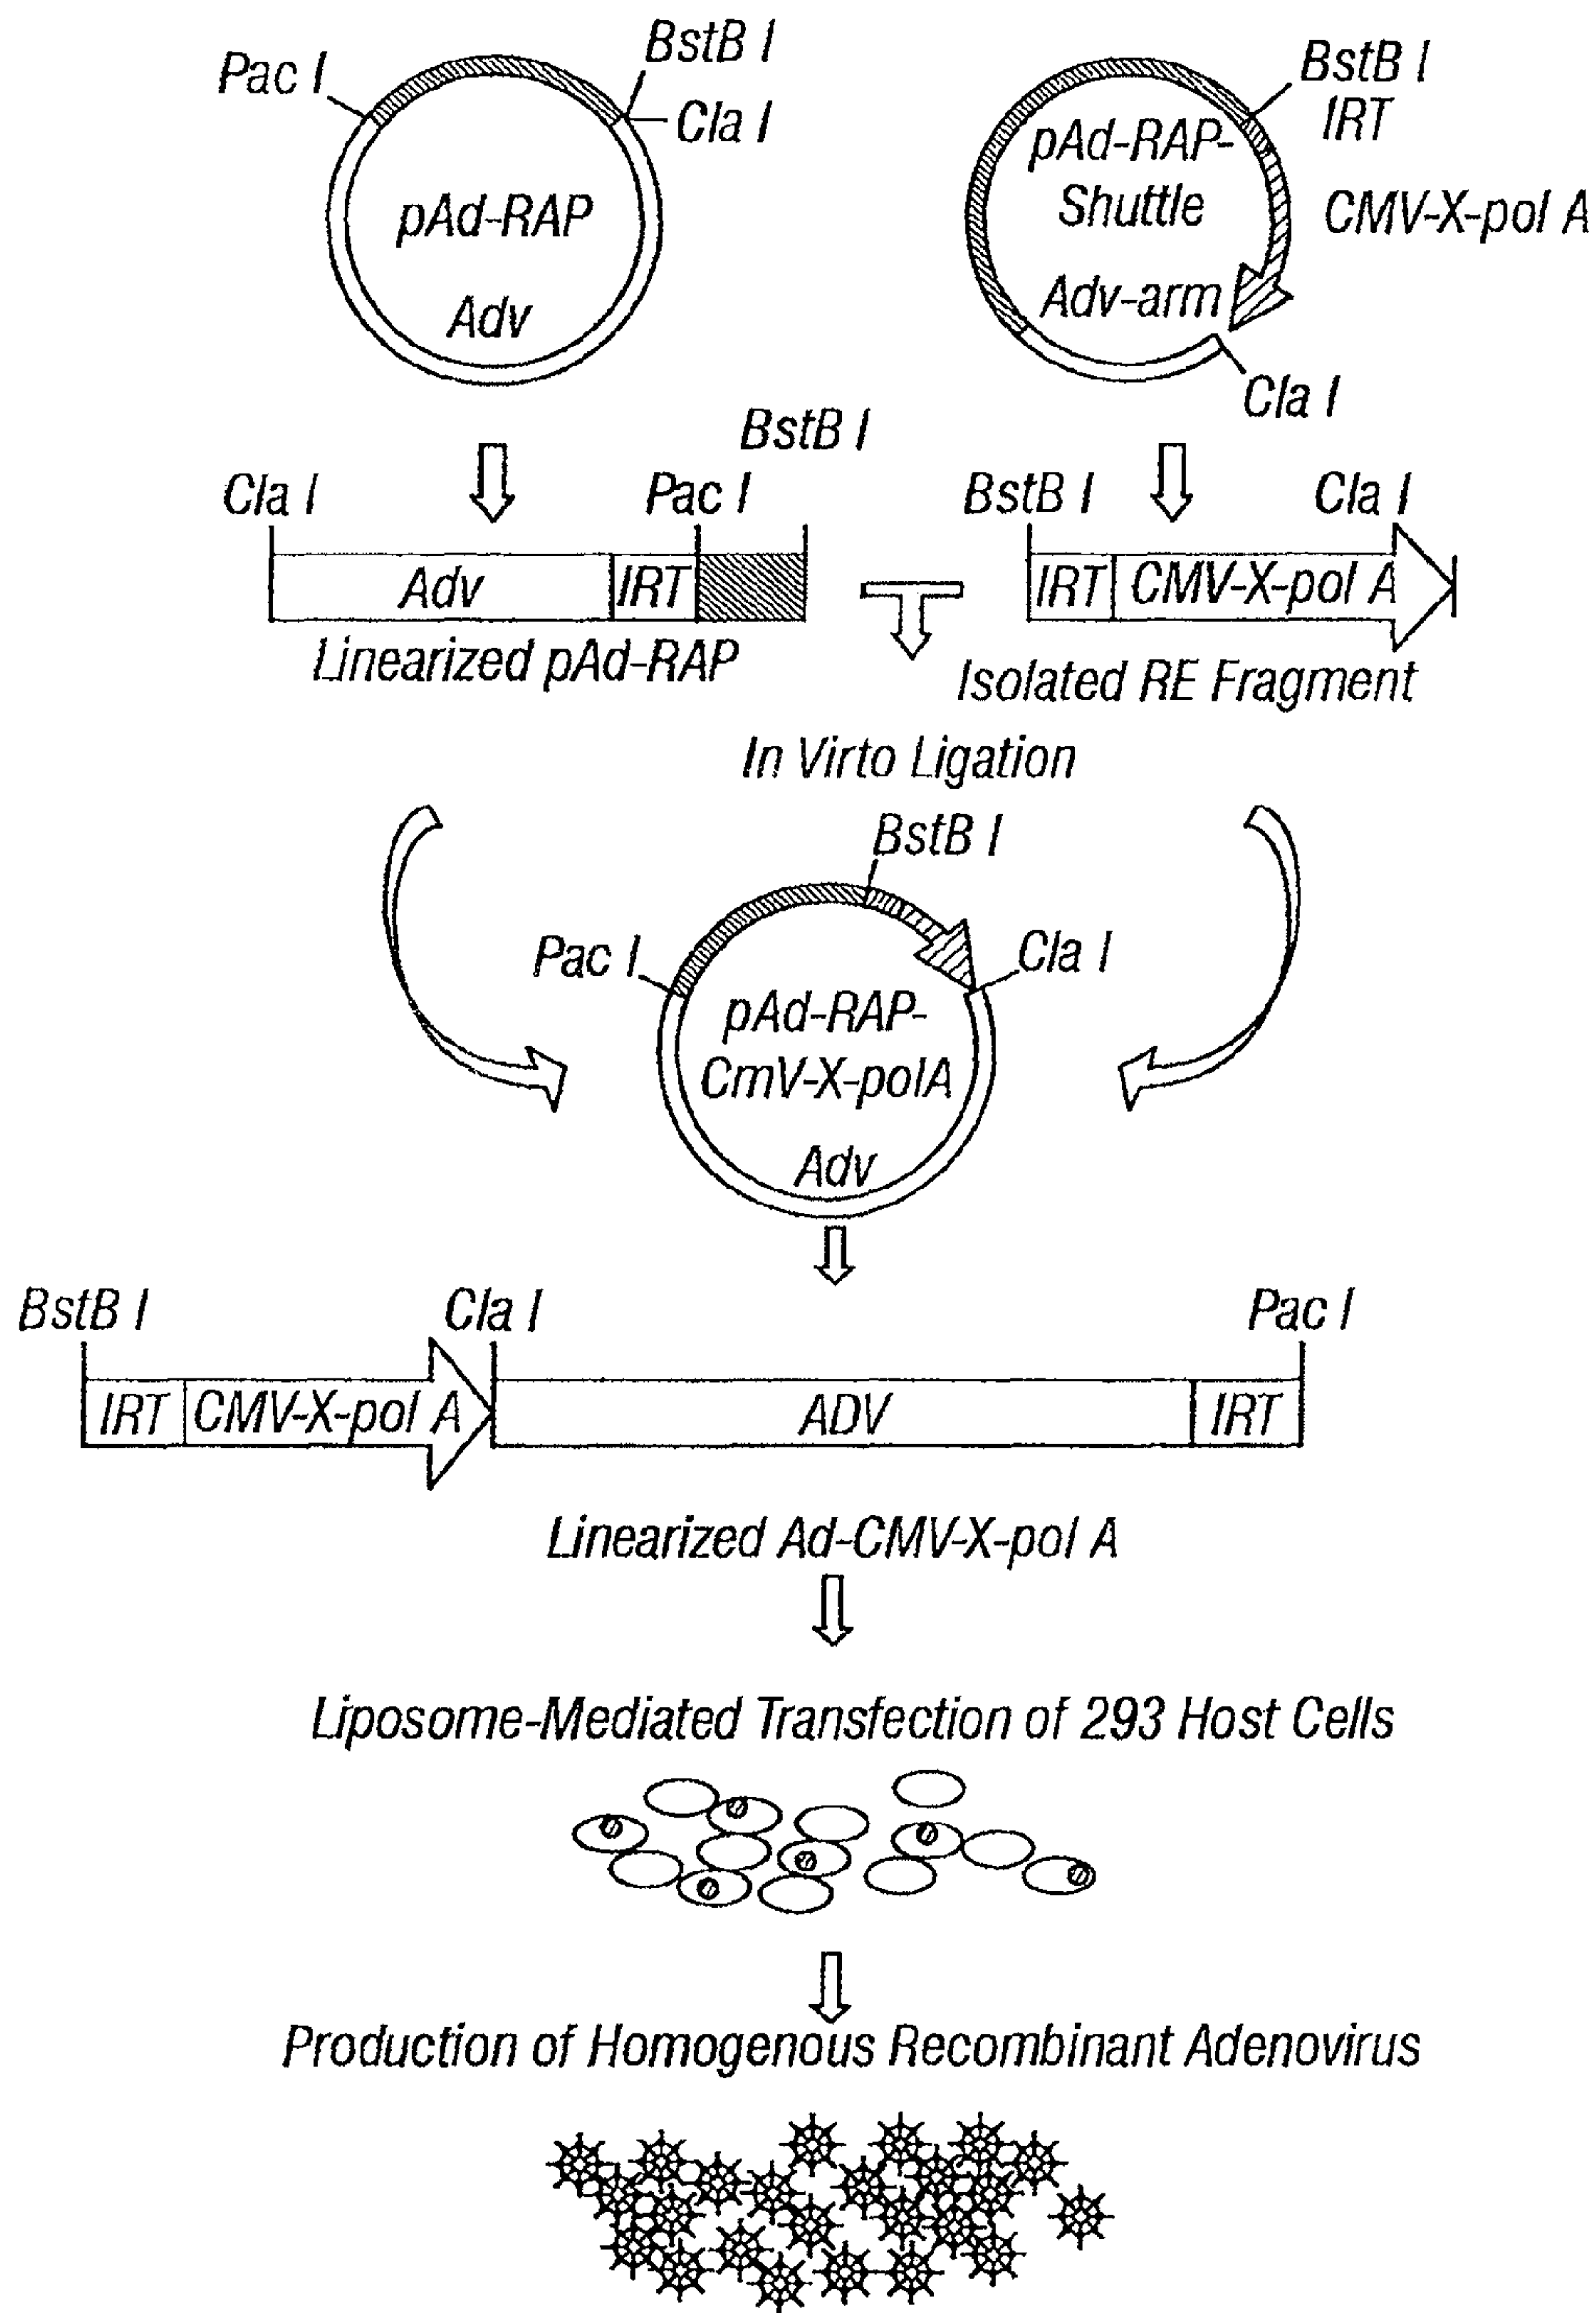 Pac I
BstB I
Cla I
pAd-RAP
Adv
BstB I
IRT
pAd-RAP-
Shuttle
CMV-X-pol A
Adv-arm
Cla I
BstB I
Cla I
Pac I
Adv
IRT
Linearized pAd-RAP
BstB I
Cla I
IRT
CMV-X-pol A
Isolated RE Fragment
In Virto Ligation
BstB I
Pac I
Cla I
pAd-RAP-
CmV-X-polA
Adv
BstB I
Cla I
Pac I
IRT
CMV-X-pol A
ADV
IRT
Linearized Ad-CMV-X-pol A
Liposome-Mediated Transfection of 293 Host Cells
Production of Homogenous Recombinant Adenovirus